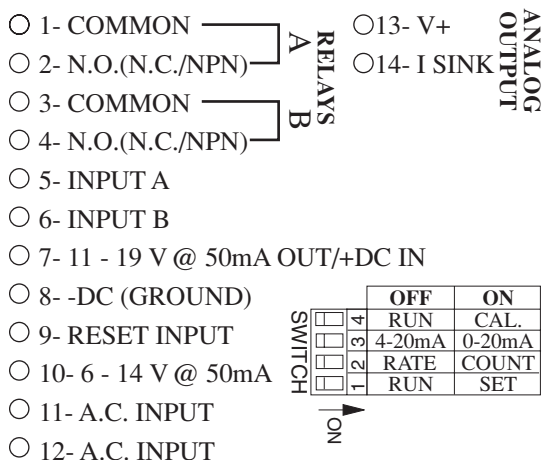 1- COMMON
2- N.O.(N.C./NPN)
3- COMMON
4- N.O.(N.C./NPN)
A
B
RELAYS
13- V+
14- I SINK
ANALOG
OUTPUT
5- INPUT A
6- INPUT B
7- 11 - 19 V @ 50mA OUT/+DC IN
8- -DC (GROUND)
9- RESET INPUT
10- 6 - 14 V @ 50mA
11- A.C. INPUT
12- A.C. INPUT
SWITCH
OFF ON
4 RUN CAL.
3 4-20mA 0-20mA
2 RATE COUNT
1 RUN SET
ON